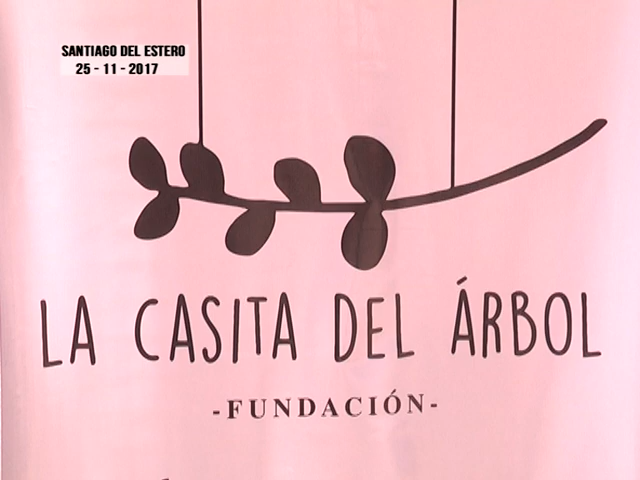 SANTIAGO DEL ESTERO
25 - 11 - 2017
LA CASITA DEL ÁRBOL
-FUNDACIÓN-